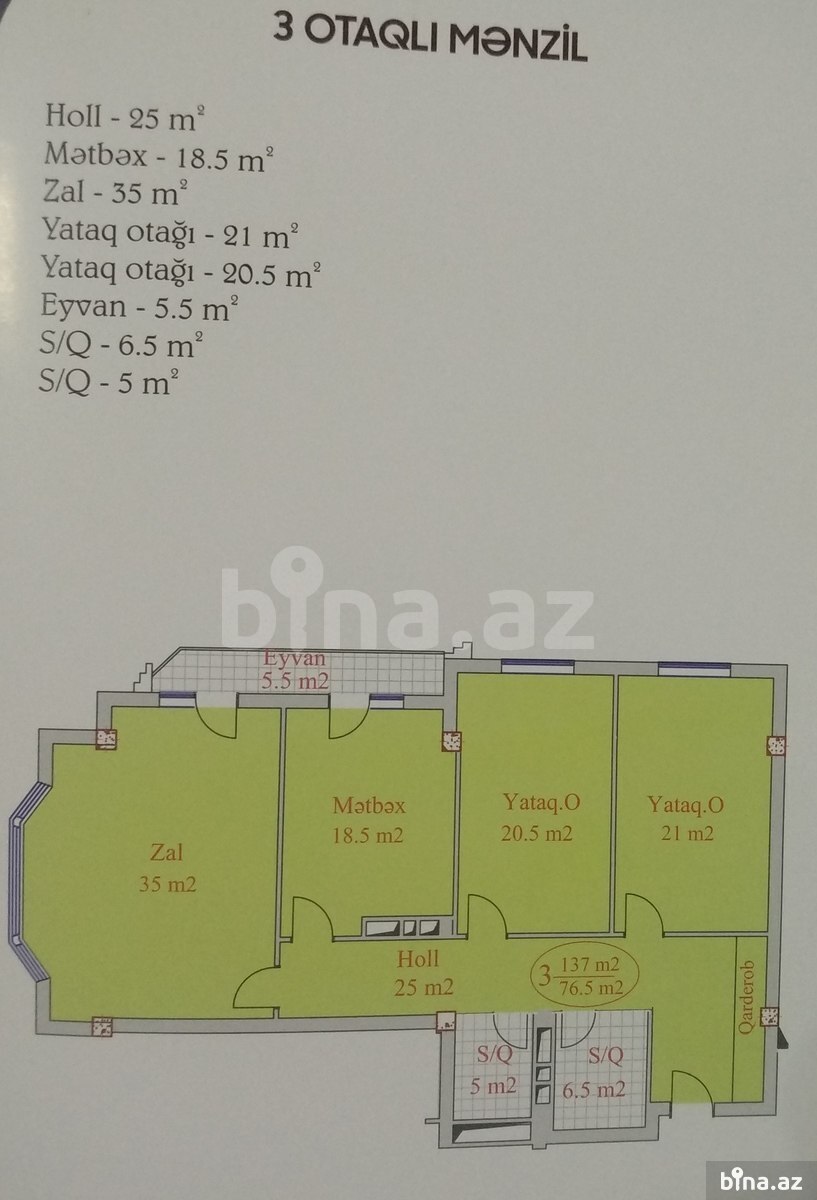 3 OTAQLI MƏNZİL
Holl - 25 m²
Mətbəx - 18.5 m²
Zal - 35 m²
Yataq otağı - 21 m²
Yataq otağı - 20.5 m²
Eyvan - 5.5 m²
S/Q - 6.5 m²
S/Q - 5 m²
bina.az
Eyvan
5.5 m2
Mətbəx
18.5 m2
Yataq.O
20.5 m2
Yataq.O
21 m2
Zal
35 m2
Holl
25 m2
3 137 m2
76.5 m2
Qarderob
S/Q
5 m2
S/Q
6.5 m2
bina.az